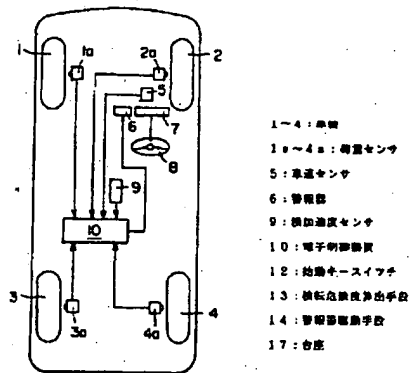 1
1a
2a
2
5
6
7
8
9
10
3
3a
4a
4
1~4:車輪
1a~4a:荷重センサ
5:車速センサ
6:警報器
9:横加速度センサ
10:電子制御装置
12:始動キースイツチ
13:横転危険度算出手段
14:警報器駆動手段
17:台座